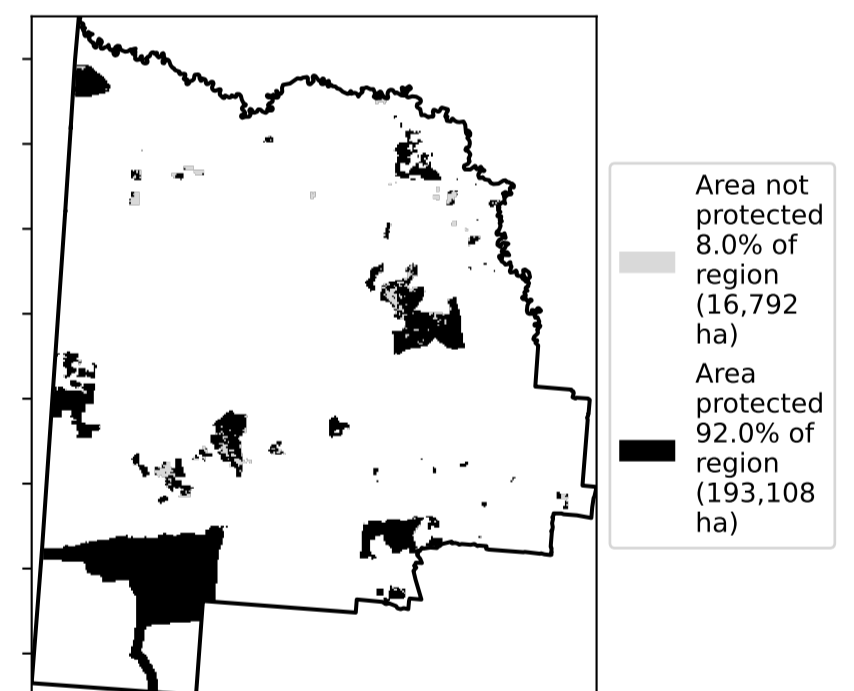 Area not
protected
8.0% of
region
(16,792
ha)
Area
protected
92.0% of
region
(193,108
ha)